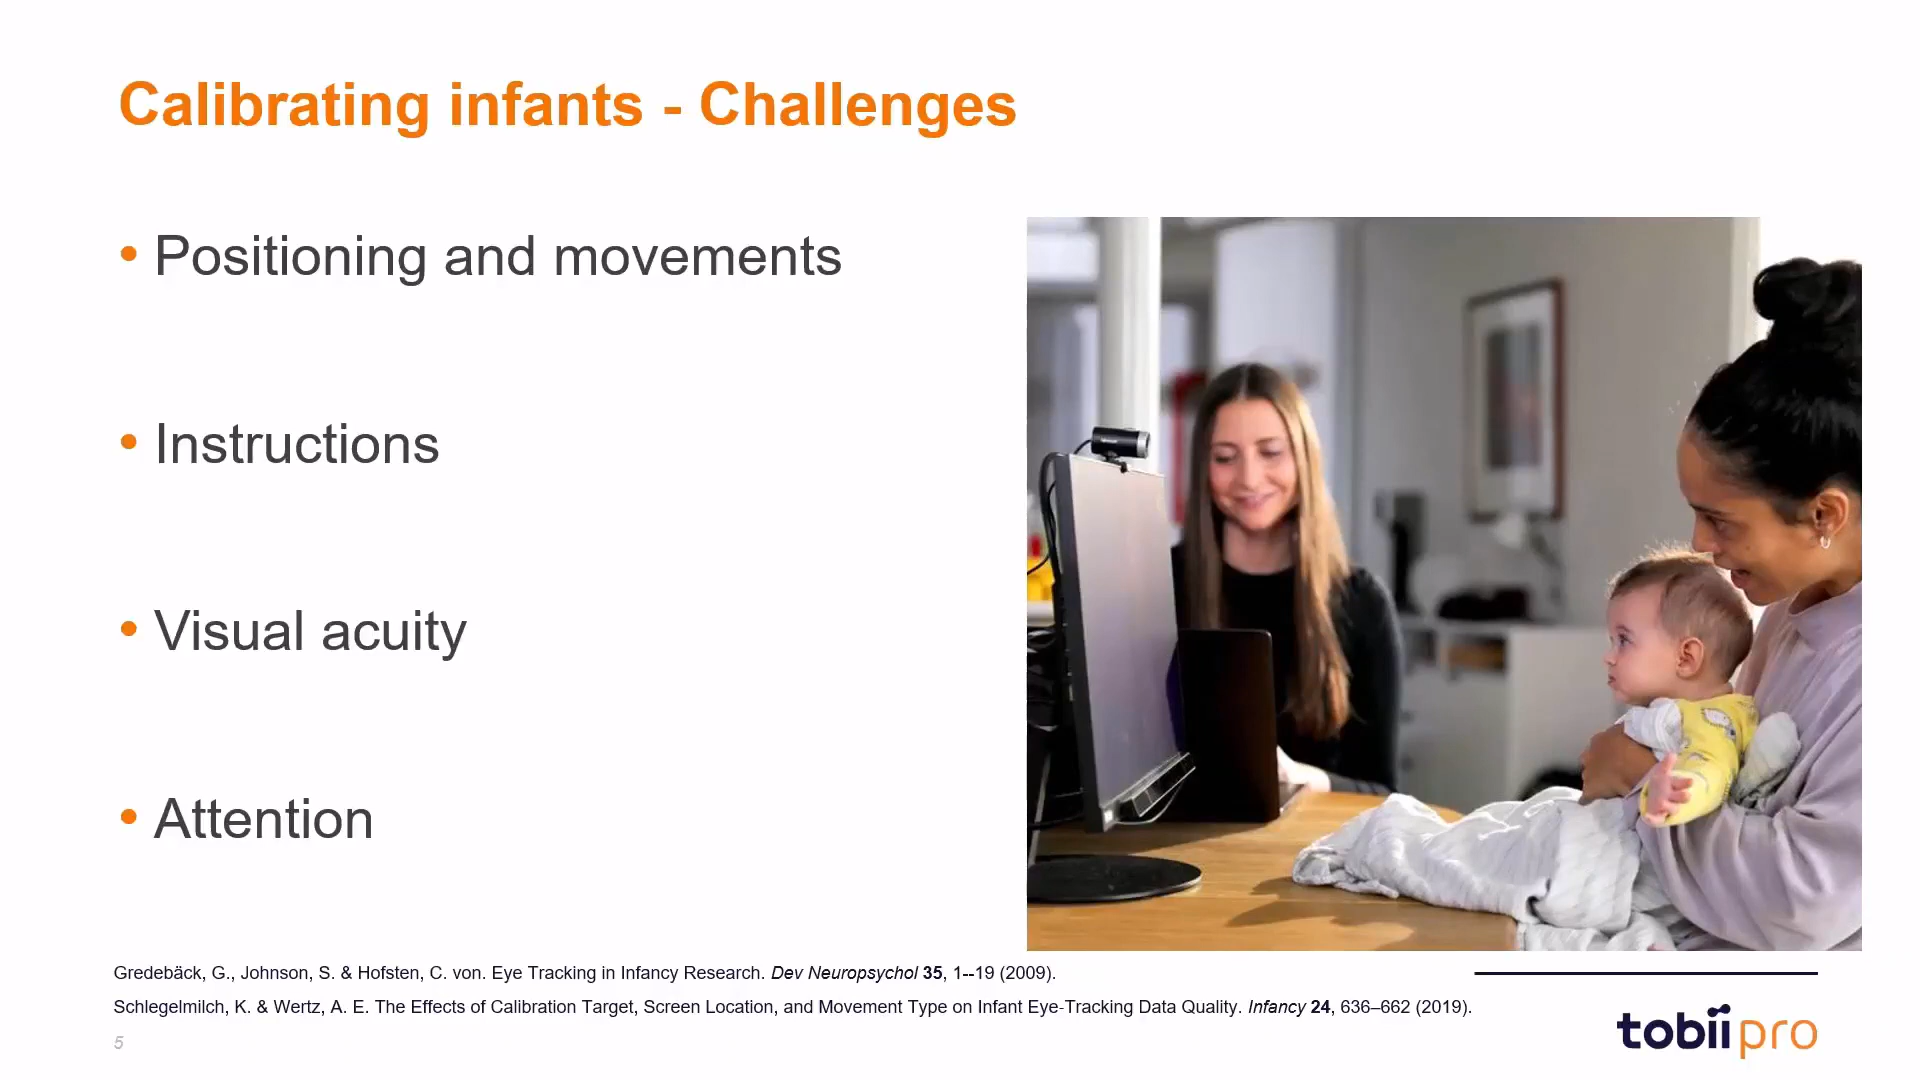 Calibrating infants - Challenges
• Positioning and movements
• Instructions
• Visual acuity
• Attention
Gredebäck, G., Johnson, S. & Hofsten, C. von. Eye Tracking in Infancy Research. Dev Neuropsychol 35, 1--19 (2009).
Schlegelmilch, K. & Wertz, A. E. The Effects of Calibration Target, Screen Location, and Movement Type on Infant Eye-Tracking Data Quality. Infancy 24, 636–662 (2019).
5
tobii pro